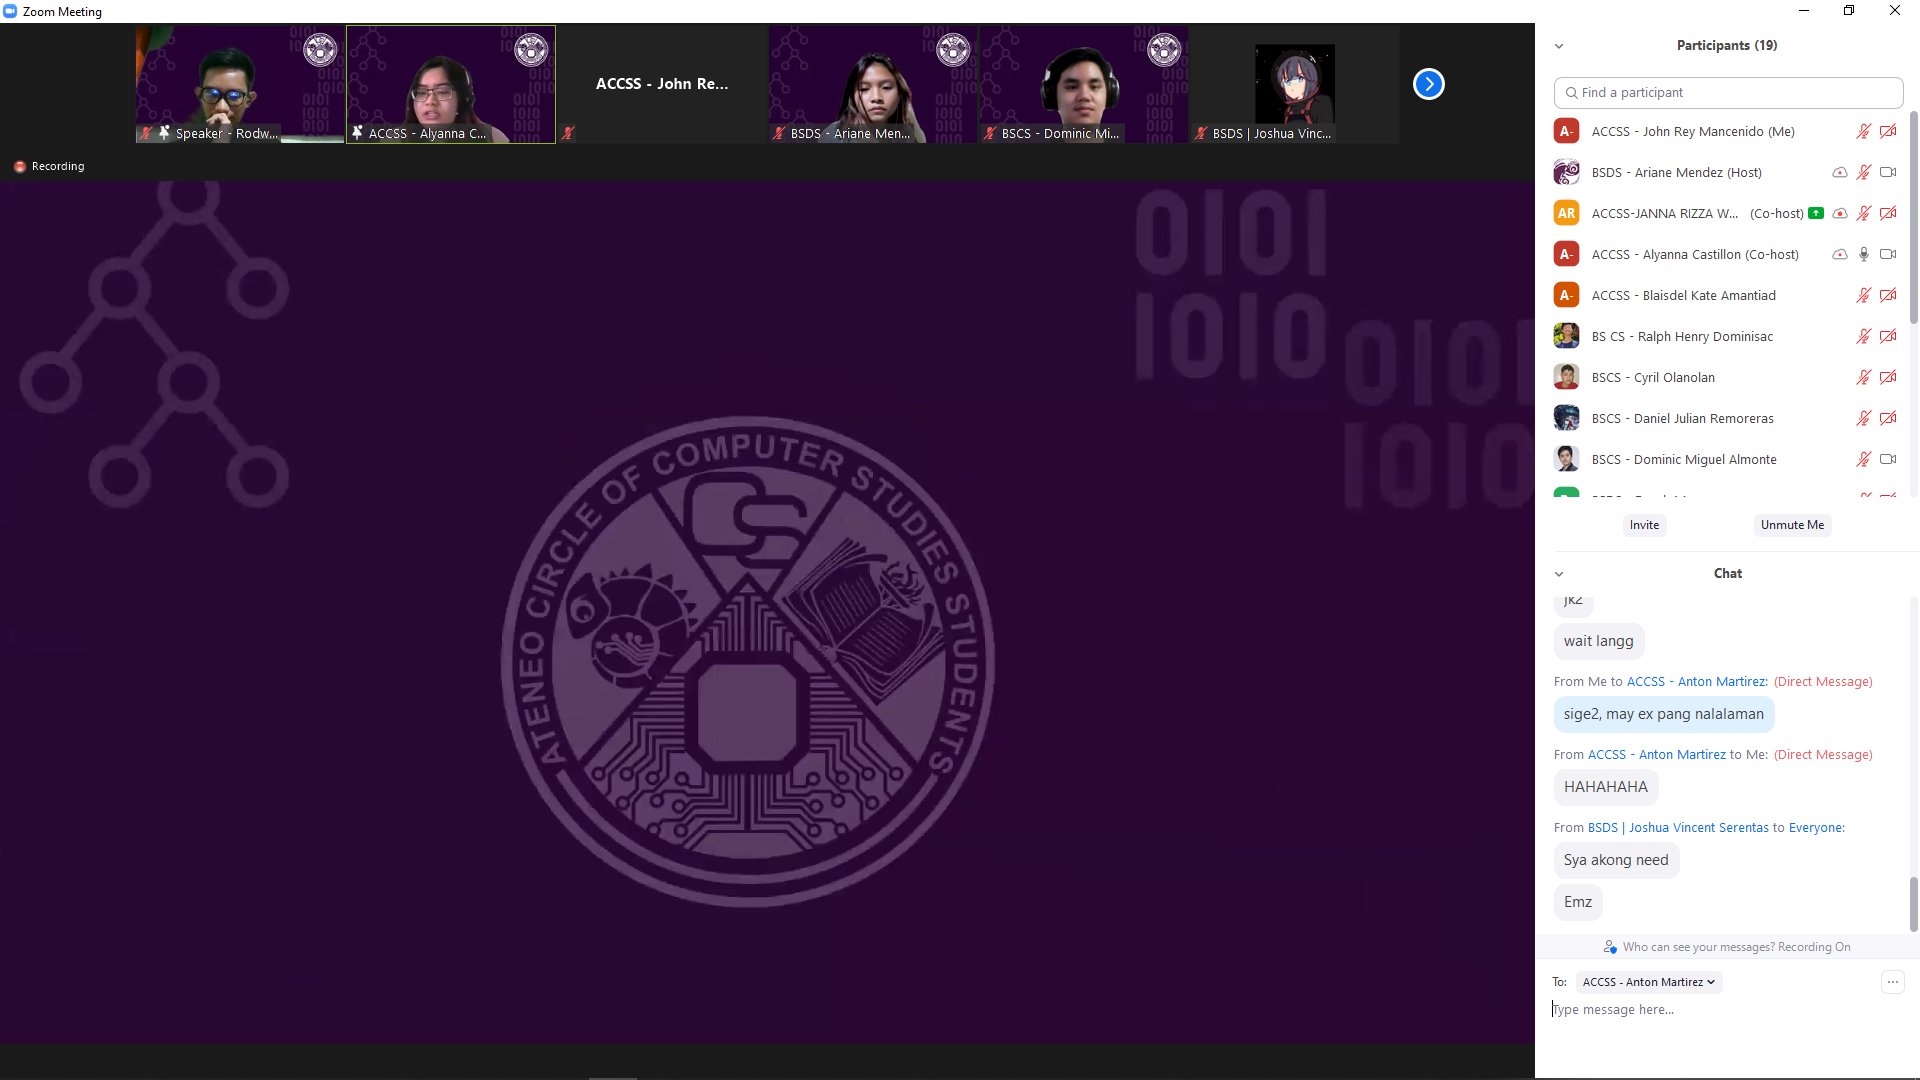 Zoom Meeting
Speaker - Rodw...
ACCSS - Alyanna C...
ACCSS - John Re...
BSDS - Ariane Men...
BSCS - Dominic Mi...
BSDS | Joshua Vinc...
Recording
0101
1010
0101
1010
ATENEO CIRCLE OF COMPUTER STUDIES STUDENTS
CS
Participants (19)
Find a participant
A- ACCSS - John Rey Mancenido (Me)
BSDS - Ariane Mendez (Host)
AR ACCSS-JANNA RIZZA W... (Co-host)
A- ACCSS - Alyanna Castillon (Co-host)
A- ACCSS - Blaisdel Kate Amantiad
BS CS - Ralph Henry Dominisac
BSCS - Cyril Olanolan
BSCS - Daniel Julian Remoreras
BSCS - Dominic Miguel Almonte
Invite
Unmute Me
Chat
jk2
wait langg
From Me to ACCSS - Anton Martirez: (Direct Message)
sige2, may ex pang nalalaman
From ACCSS - Anton Martirez to Me: (Direct Message)
HAHAHAHA
From BSDS | Joshua Vincent Serentas to Everyone:
Sya akong need
Emz
Who can see your messages? Recording On
To: ACCSS - Anton Martirez
Type message here...